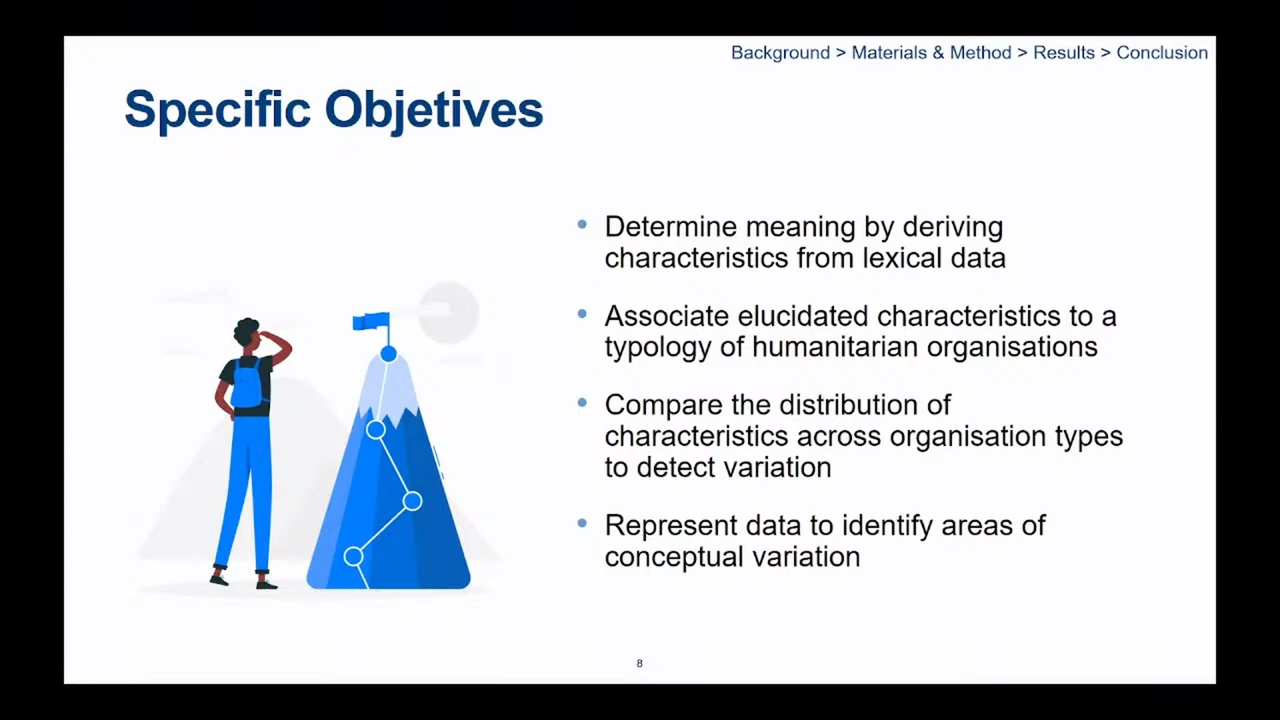 Background > Materials & Method > Results > Conclusion
Specific Objetives
• Determine meaning by deriving
characteristics from lexical data
• Associate elucidated characteristics to a
typology of humanitarian organisations
• Compare the distribution of
characteristics across organisation types
to detect variation
• Represent data to identify areas of
conceptual variation
8